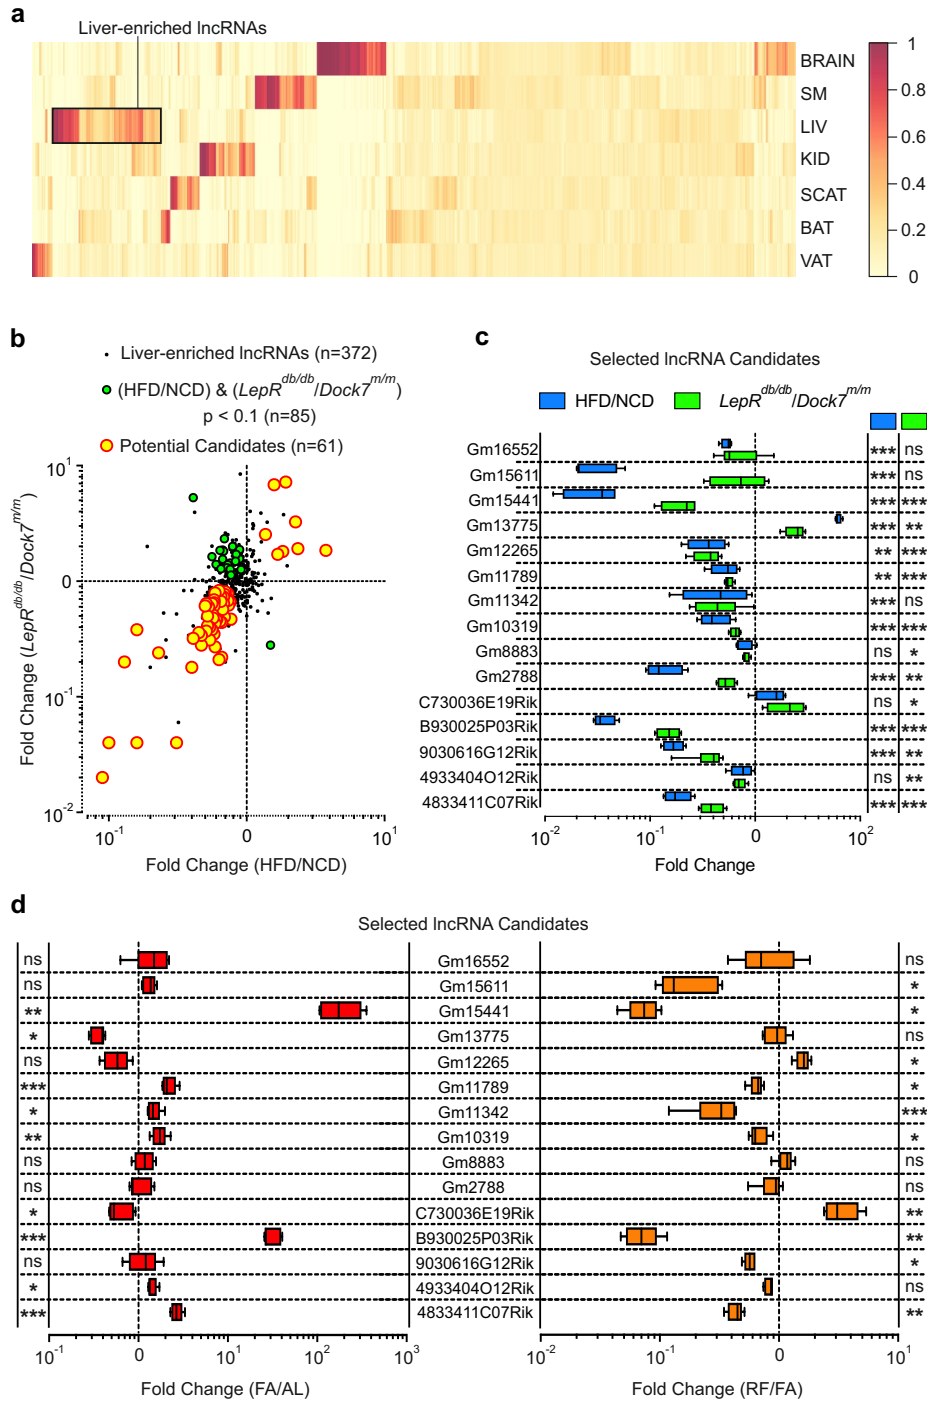 a
Liver-enriched lncRNAs
BRAIN
SM
LIV
KID
SCAT
BAT
VAT
1
0.8
0.6
0.4
0.2
0
b
Liver-enriched lncRNAs (n=372)
(HFD/NCD) & (LepR^db/db/Dock7^m/m)
p < 0.1 (n=85)
Potential Candidates (n=61)
10^1
0
10^-1
10^-2
Fold Change (LepR^db/db/Dock7^m/m)
10^-1 0 10^1
Fold Change (HFD/NCD)
c
Selected lncRNA Candidates
HFD/NCD LepR^db/db/Dock7^m/m
Gm16552 *** ns
Gm15611 *** ns
Gm15441 *** ***
Gm13775 *** **
Gm12265 ** ***
Gm11789 ** ***
Gm11342 *** ns
Gm10319 *** ***
Gm8883 ns *
Gm2788 *** **
C730036E19Rik ns *
B930025P03Rik *** ***
9030616G12Rik *** **
4933404O12Rik ns **
4833411C07Rik *** ***
10^-2 10^-1 0 10^2
Fold Change
d
Selected lncRNA Candidates
ns Gm16552 ns
ns Gm15611 *
** Gm15441 *
* Gm13775 ns
ns Gm12265 *
*** Gm11789 *
* Gm11342 ***
** Gm10319 *
ns Gm8883 ns
ns Gm2788 ns
* C730036E19Rik **
*** B930025P03Rik **
ns 9030616G12Rik *
* 4933404O12Rik ns
*** 4833411C07Rik **
10^-1 0 10^1 10^2 10^3
10^-2 10^-1 0 10^1
Fold Change (FA/AL)
Fold Change (RF/FA)